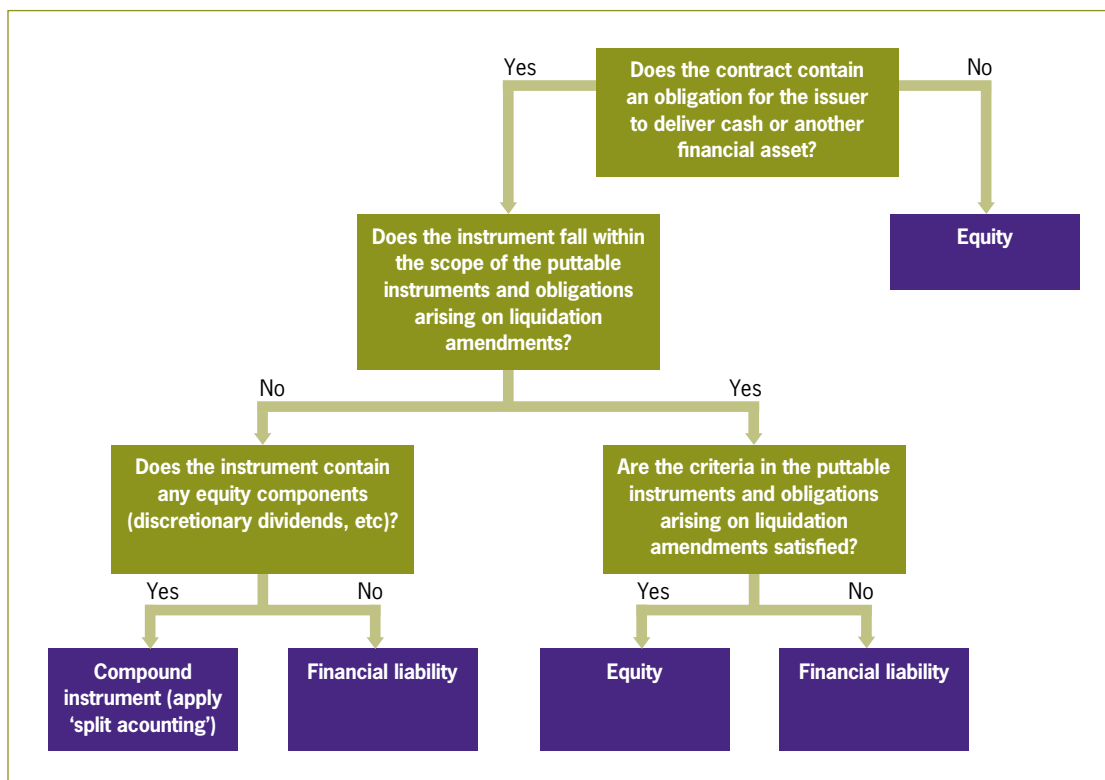 Yes
Does the contract contain
an obligation for the issuer
to deliver cash or another
financial asset?
No
Does the instrument fall within
the scope of the puttable
instruments and obligations
arising on liquidation
amendments?
Equity
No
Yes
Does the instrument contain
any equity components
(discretionary dividends, etc)?
Are the criteria in the puttable
instruments and obligations
arising on liquidation
amendments satisfied?
Yes
No
Yes
No
Compound
instrument (apply
‘split acounting’)
Financial liability
Equity
Financial liability